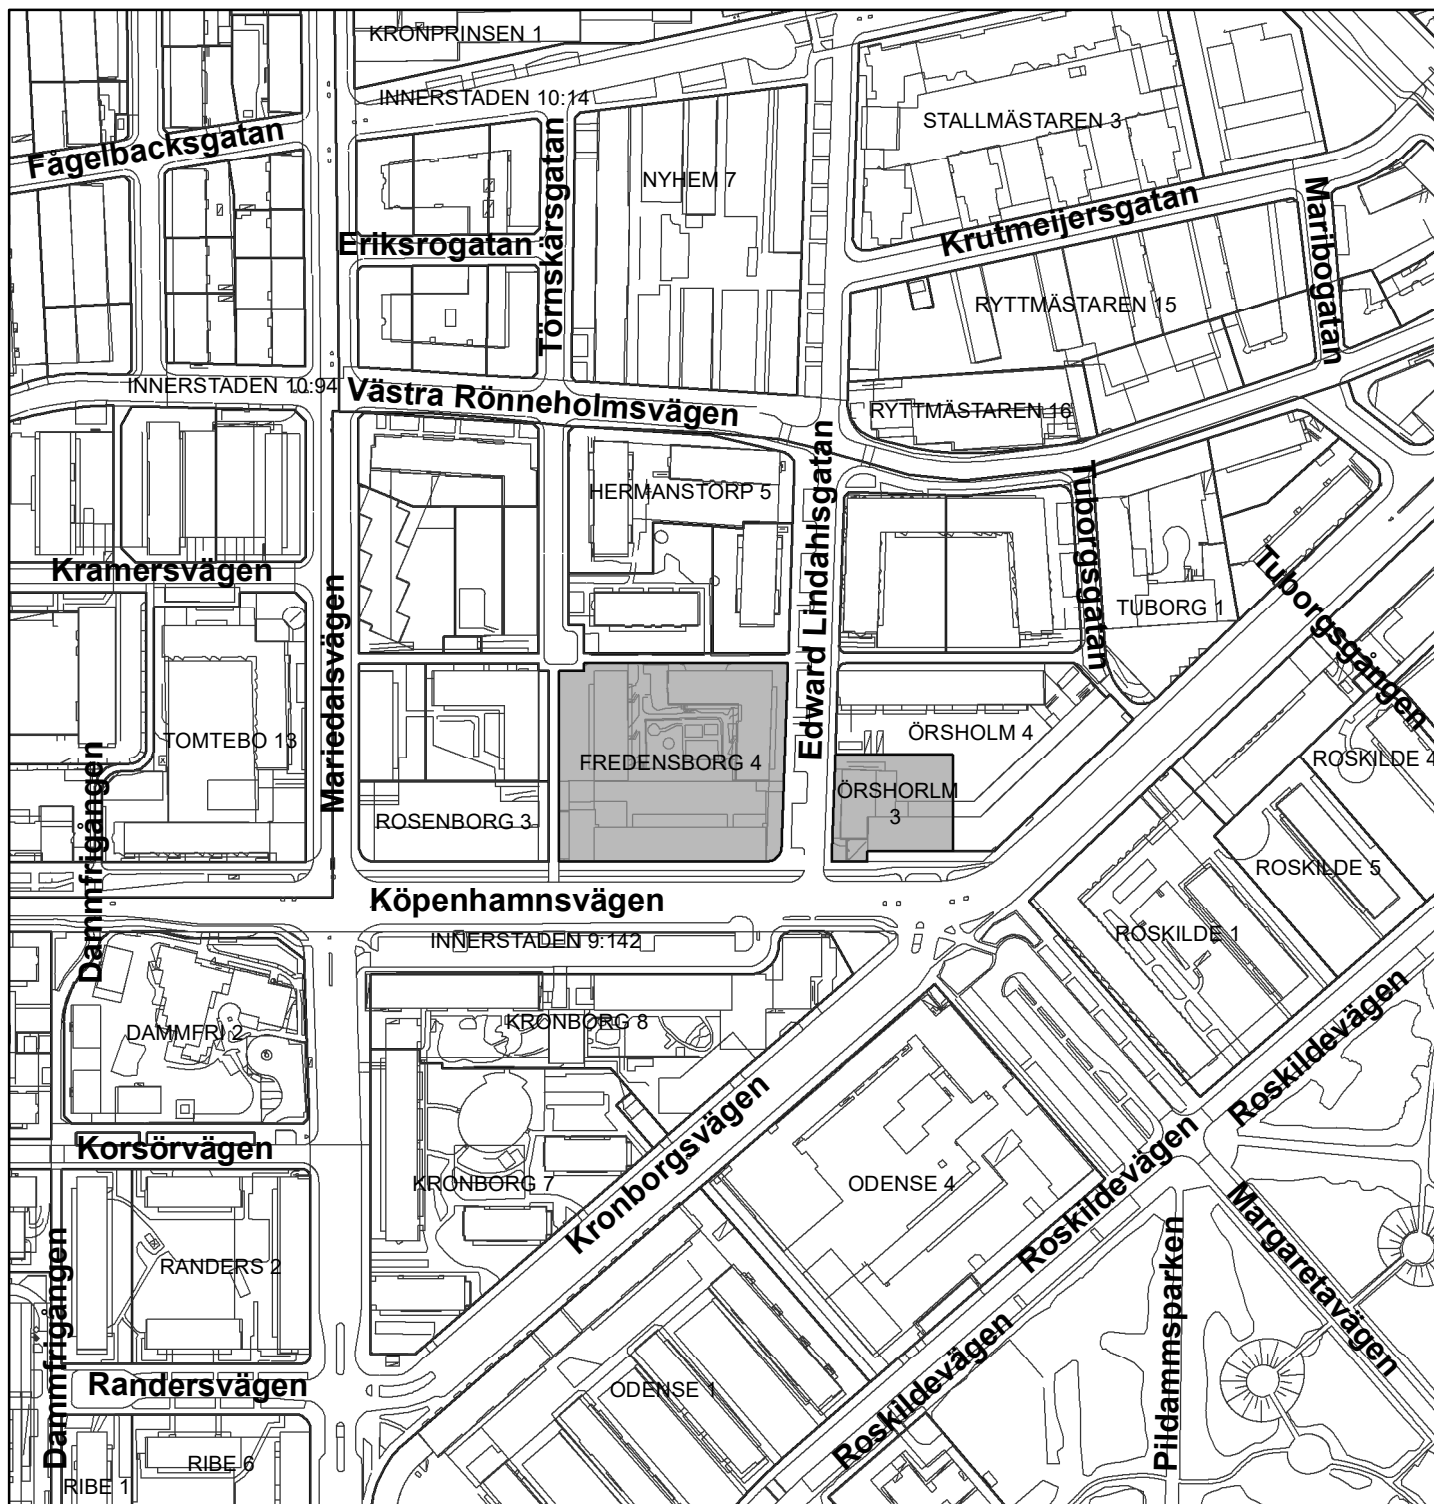 KRONPRINSEN 1
INNERSTADEN 10:14
STALLMÄSTAREN 3
Fågelbacksgatan
NYHEM 7
Törnskärsgatan
Krutmeijersgatan
Maribogatan
Eriksrogatan
RYTTMÄSTAREN 15
INNERSTADEN 10:94
Västra Rönneholmsvägen
RYTTMÄSTAREN 16
HERMANSTORP 5
Edward Lindahlsgatan
Tuborgsgatan
Kramersvägen
Mariedalsvägen
TUBORG 1
Tuborgsgången
TOMTEBO 13
ÖRSHOLM 4
FREDENSBORG 4
ROSKILDE 4
ÖRSHORLM
3
Dammfrigången
ROSENBORG 3
ROSKILDE 5
Köpenhamnsvägen
INNERSTADEN 9:142
ROSKILDE 1
KRONBORG 8
DAMMFRI 2
Roskildevägen
Korsörvägen
Kronborgsvägen
KRONBORG 7
ODENSE 4
Roskildevägen
Margaretavägen
RANDERS 2
Dammfrigången
Pildammsparken
Randersvägen
ODENSE 1
Roskildevägen
RIBE 6
RIBE 1